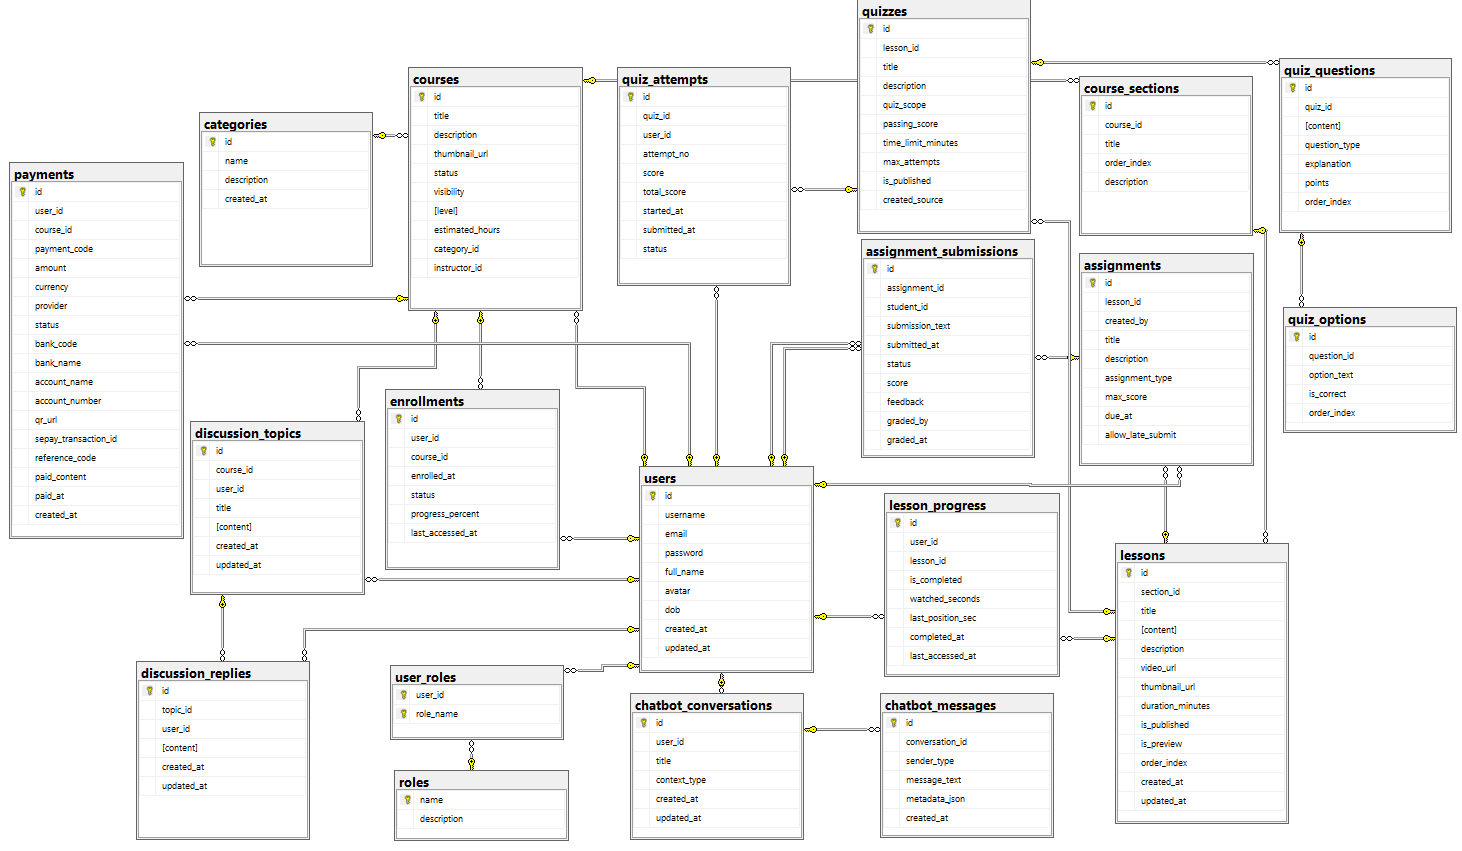 quizzes
id
lesson_id
title
description
quiz_scope
passing_score
time_limit_minutes
max_attempts
is_published
created_source
courses
id
title
description
thumbnail_url
status
visibility
[level]
estimated_hours
category_id
instructor_id
quiz_attempts
id
quiz_id
user_id
attempt_no
score
total_score
started_at
submitted_at
status
course_sections
id
course_id
title
order_index
description
quiz_questions
id
quiz_id
[content]
question_type
explanation
points
order_index
categories
id
name
description
created_at
payments
id
user_id
course_id
payment_code
amount
currency
provider
status
bank_code
bank_name
account_name
account_number
qr_url
sepay_transaction_id
reference_code
paid_content
paid_at
created_at
assignment_submissions
id
assignment_id
student_id
submission_text
submitted_at
status
score
feedback
graded_by
graded_at
assignments
id
lesson_id
created_by
title
description
assignment_type
max_score
due_at
allow_late_submit
quiz_options
id
question_id
option_text
is_correct
order_index
enrollments
id
user_id
course_id
enrolled_at
status
progress_percent
last_accessed_at
discussion_topics
id
course_id
user_id
title
[content]
created_at
updated_at
users
id
username
email
password
full_name
avatar
dob
created_at
updated_at
lesson_progress
id
user_id
lesson_id
is_completed
watched_seconds
last_position_sec
completed_at
last_accessed_at
lessons
id
section_id
title
[content]
description
video_url
thumbnail_url
duration_minutes
is_published
is_preview
order_index
created_at
updated_at
discussion_replies
id
topic_id
user_id
[content]
created_at
updated_at
user_roles
user_id
role_name
roles
name
description
chatbot_conversations
id
user_id
title
context_type
created_at
updated_at
chatbot_messages
id
conversation_id
sender_type
message_text
metadata_json
created_at